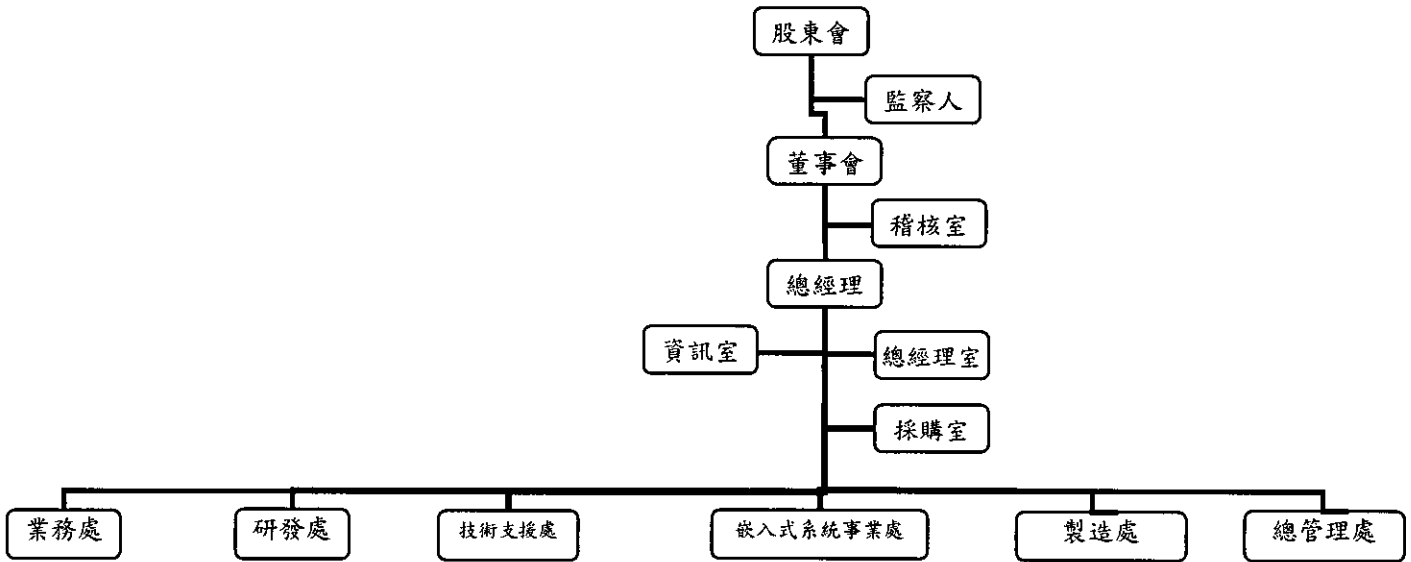 股東會
監察人
董事會
稽核室
總經理
資訊室
總經理室
採購室
業務處
研發處
技術支援處
嵌入式系統事業處
製造處
總管理處